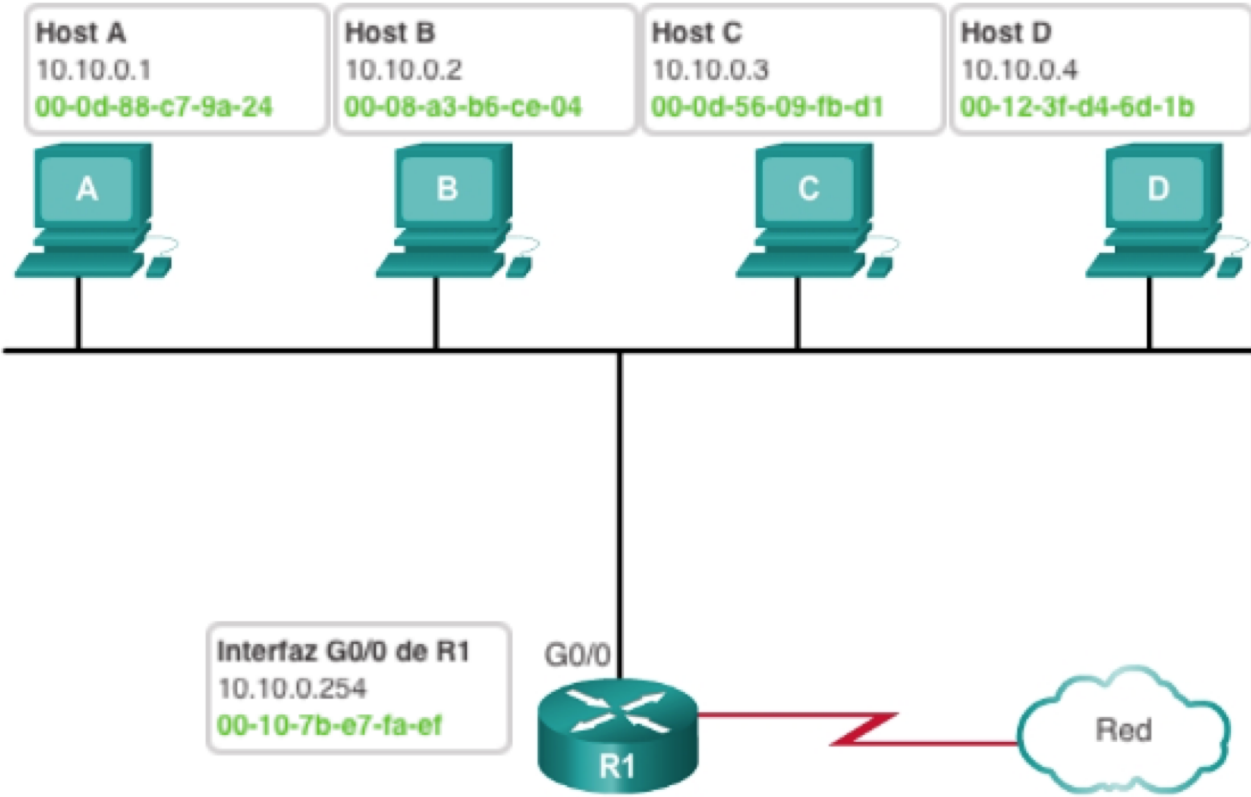 Host A
10.10.0.1
00-0d-88-c7-9a-24
Host B
10.10.0.2
00-08-a3-b6-ce-04
Host C
10.10.0.3
00-0d-56-09-fb-d1
Host D
10.10.0.4
00-12-3f-d4-6d-1b
A
B
C
D
Interfaz G0/0 de R1
10.10.0.254
00-10-7b-e7-fa-ef
G0/0
R1
Red